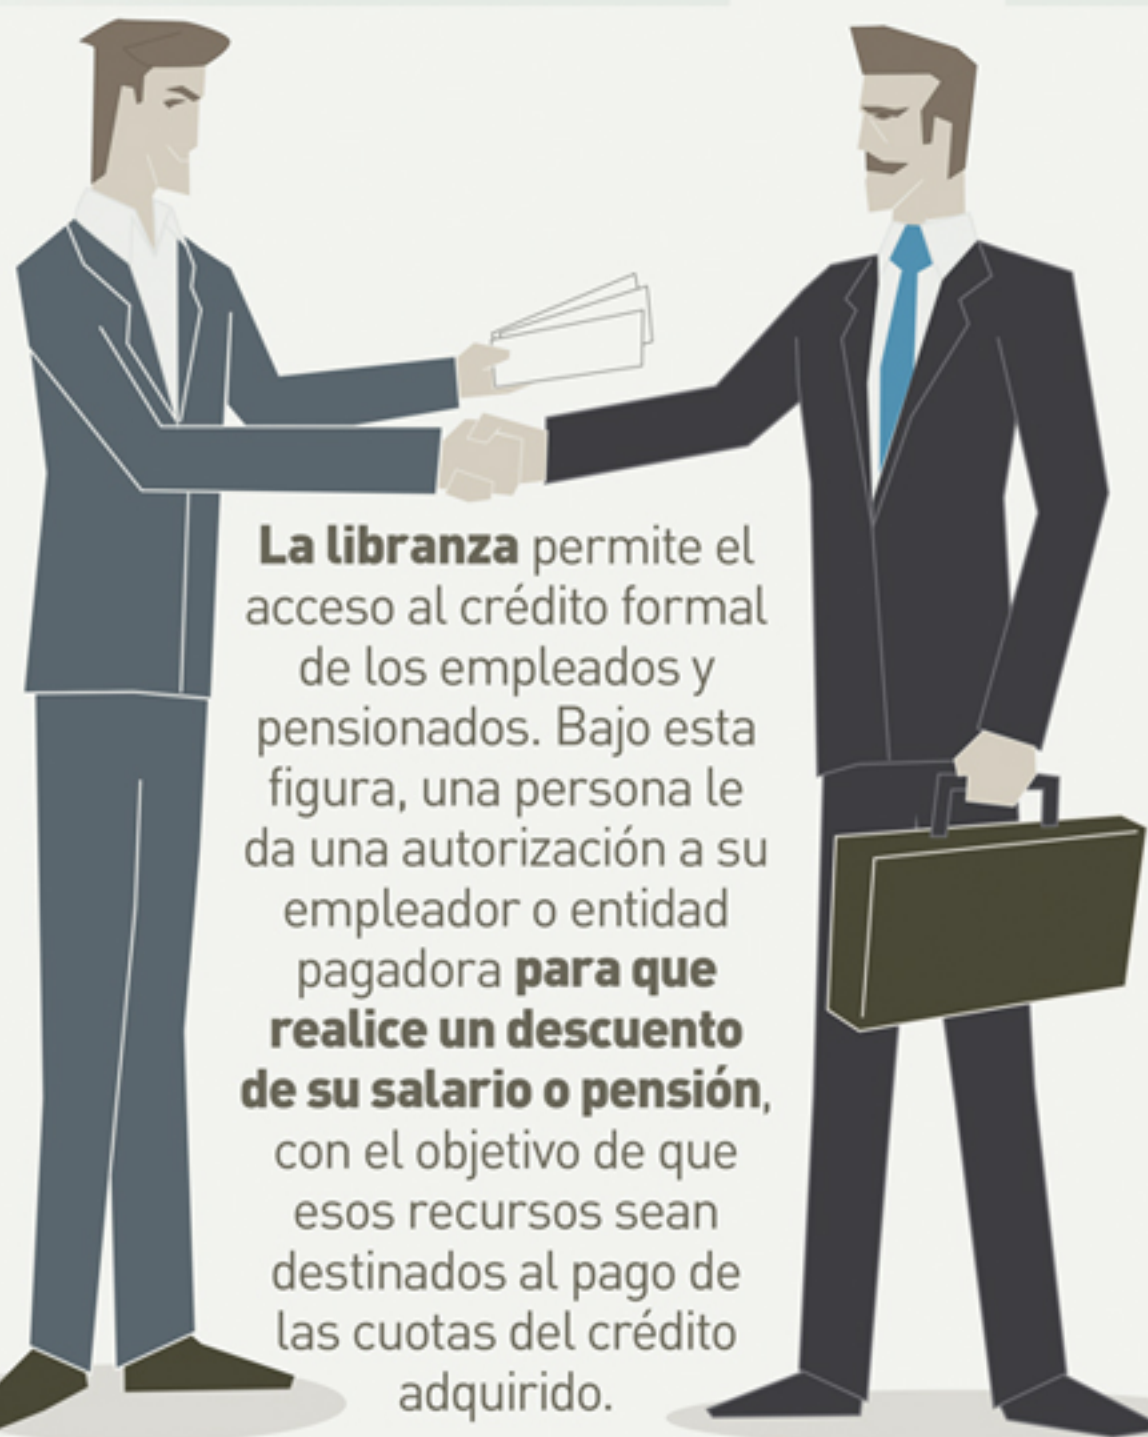 La libranza permite el
acceso al crédito formal
de los empleados y
pensionados. Bajo esta
figura, una persona le
da una autorización a su
empleador o entidad
pagadora para que
realice un descuento
de su salario o pensión,
con el objetivo de que
esos recursos sean
destinados al pago de
las cuotas del crédito
adquirido.